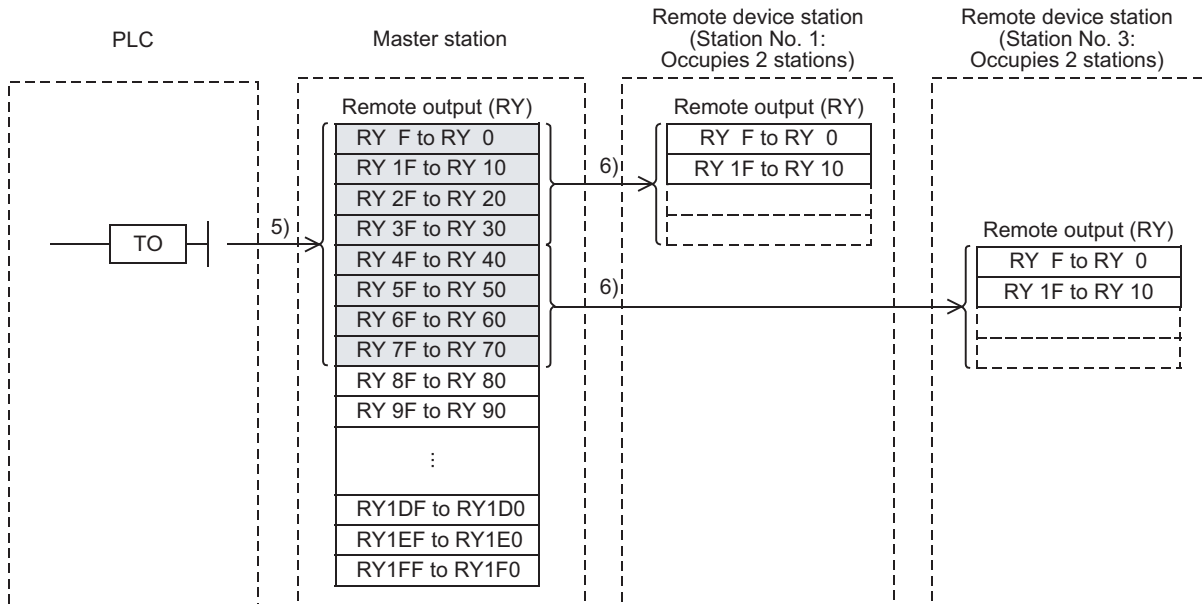 PLC
Master station
Remote device station
(Station No. 1:
Occupies 2 stations)
Remote device station
(Station No. 3:
Occupies 2 stations)
TO
5)
Remote output (RY)
RY F to RY 0
RY 1F to RY 10
RY 2F to RY 20
RY 3F to RY 30
RY 4F to RY 40
RY 5F to RY 50
RY 6F to RY 60
RY 7F to RY 70
RY 8F to RY 80
RY 9F to RY 90
⋮
RY1DF to RY1D0
RY1EF to RY1E0
RY1FF to RY1F0
6)
6)
Remote output (RY)
RY F to RY 0
RY 1F to RY 10
Remote output (RY)
RY F to RY 0
RY 1F to RY 10